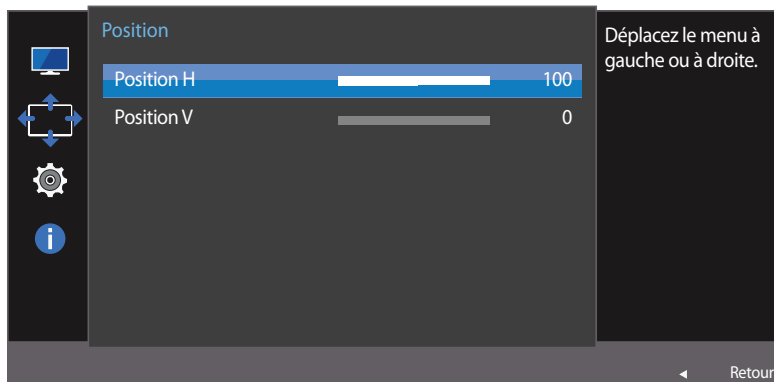 Position
Position H 100
Position V 0
Déplacez le menu à
gauche ou à droite.
Retour